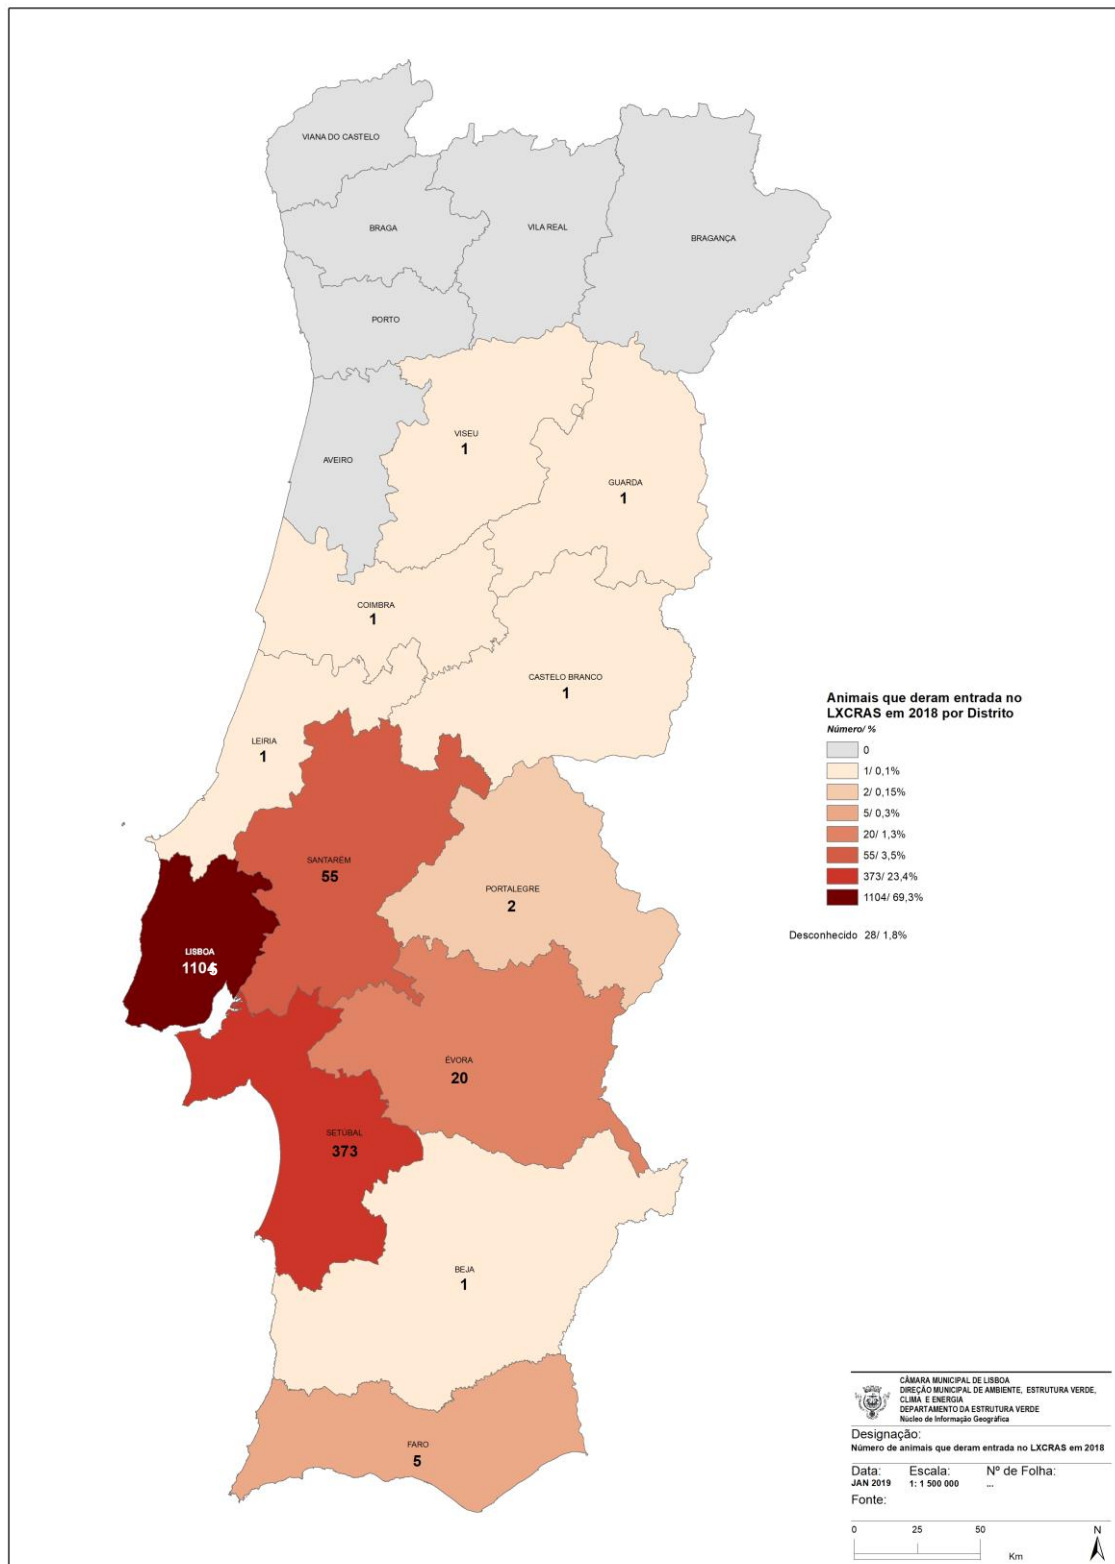 VIANA DO CASTELO
BRAGA
VILA REAL
BRAGANÇA
PORTO
AVEIRO
VISEU
1
GUARDA
1
COIMBRA
1
CASTELO BRANCO
1
LEIRIA
1
SANTARÉM
55
PORTALEGRE
2
LISBOA
ÉVORA
20
SETÚBAL
373
BEJA
1
FARO
5
Animais que deram entrada no
LXCRAS em 2018 por Distrito
Número/ %
0
1/ 0,1%
2/ 0,15%
5/ 0,3%
20/ 1,3%
55/ 3,5%
373/ 23,4%
1104/ 69,3%
Desconhecido 28/ 1,8%
CÂMARA MUNICIPAL DE LISBOA
DIREÇÃO MUNICIPAL DE AMBIENTE, ESTRUTURA VERDE,
CLIMA E ENERGIA
DEPARTAMENTO DA ESTRUTURA VERDE
Núcleo de Informação Geográfica
Designação:
Número de animais que deram entrada no LXCRAS em 2018
Data: Escala: Nº de Folha:
JAN 2019 1: 1 500 000 ...
Fonte:
0 25 50
Km
N